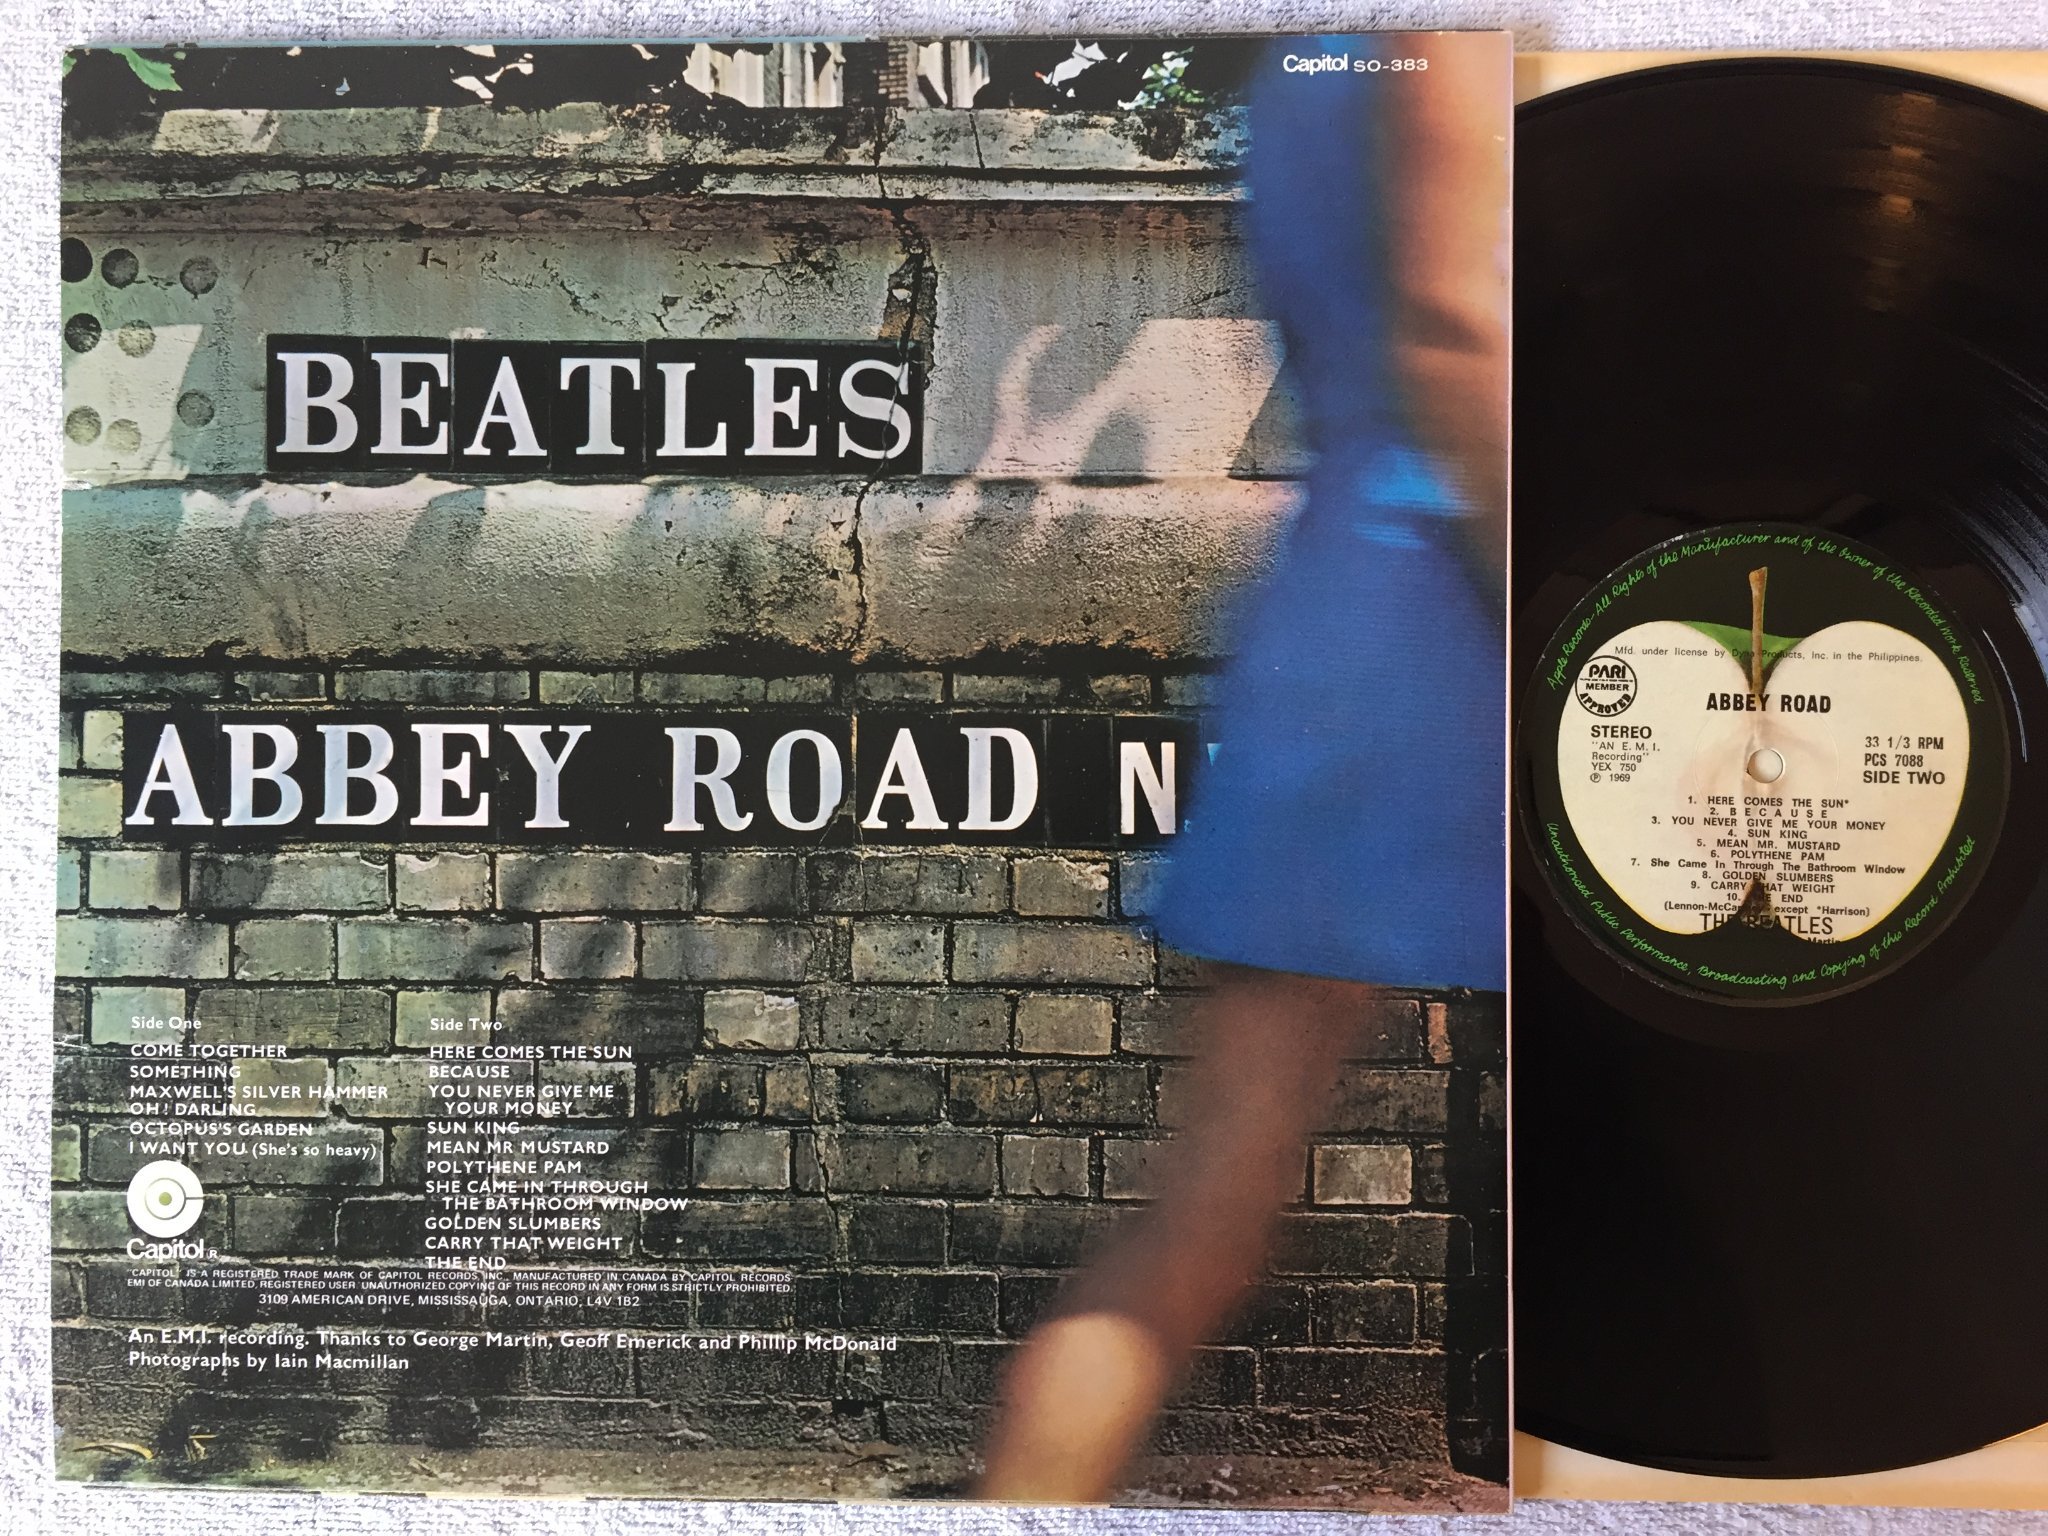 Capitol SO-383
BEATLES
ABBEY ROAD N
Side One
COME TOGETHER
SOMETHING
MAXWELL'S SILVER HAMMER
OH! DARLING
OCTOPUS'S GARDEN
I WANT YOU (She's so heavy)
Side Two
HERE COMES THE SUN
BECAUSE
YOU NEVER GIVE ME
YOUR MONEY
SUN KING
MEAN MR MUSTARD
POLYTHENE PAM
SHE CAME IN THROUGH
THE BATHROOM WINDOW
GOLDEN SLUMBERS
CARRY THAT WEIGHT
THE END
Capitol R
"CAPITOL" IS A REGISTERED TRADE MARK OF CAPITOL RECORDS, INC., MANUFACTURED IN CANADA BY CAPITOL RECORDS
EMI OF CANADA LIMITED, REGISTERED USER. UNAUTHORIZED COPYING OF THIS RECORD IN ANY FORM IS STRICTLY PROHIBITED.
3109 AMERICAN DRIVE, MISSISSAUGA, ONTARIO, L4V 1B2
An E.M.I. recording. Thanks to George Martin, Geoff Emerick and Phillip McDonald
Photographs by Iain Macmillan
Apple Records-All Rights of the Manufacturer and of the Owner of the Recorded Work Reserved
Mfd. under license by Dyna Products, Inc. in the Philippines.
PARI
MEMBER
APPROVED
ABBEY ROAD
STEREO
"AN E.M.I.
Recording"
YEX 750
℗ 1969
33 1/3 RPM
PCS 7088
SIDE TWO
1. HERE COMES THE SUN*
2. BECAUSE
3. YOU NEVER GIVE ME YOUR MONEY
4. SUN KING
5. MEAN MR. MUSTARD
6. POLYTHENE PAM
7. She Came In Through The Bathroom Window
8. GOLDEN SLUMBERS
9. CARRY THAT WEIGHT
10. THE END
(Lennon-McCartney except *Harrison)
THE BEATLES
Martin
Unauthorised Public Performance, Broadcasting and Copying of this Record Prohibited